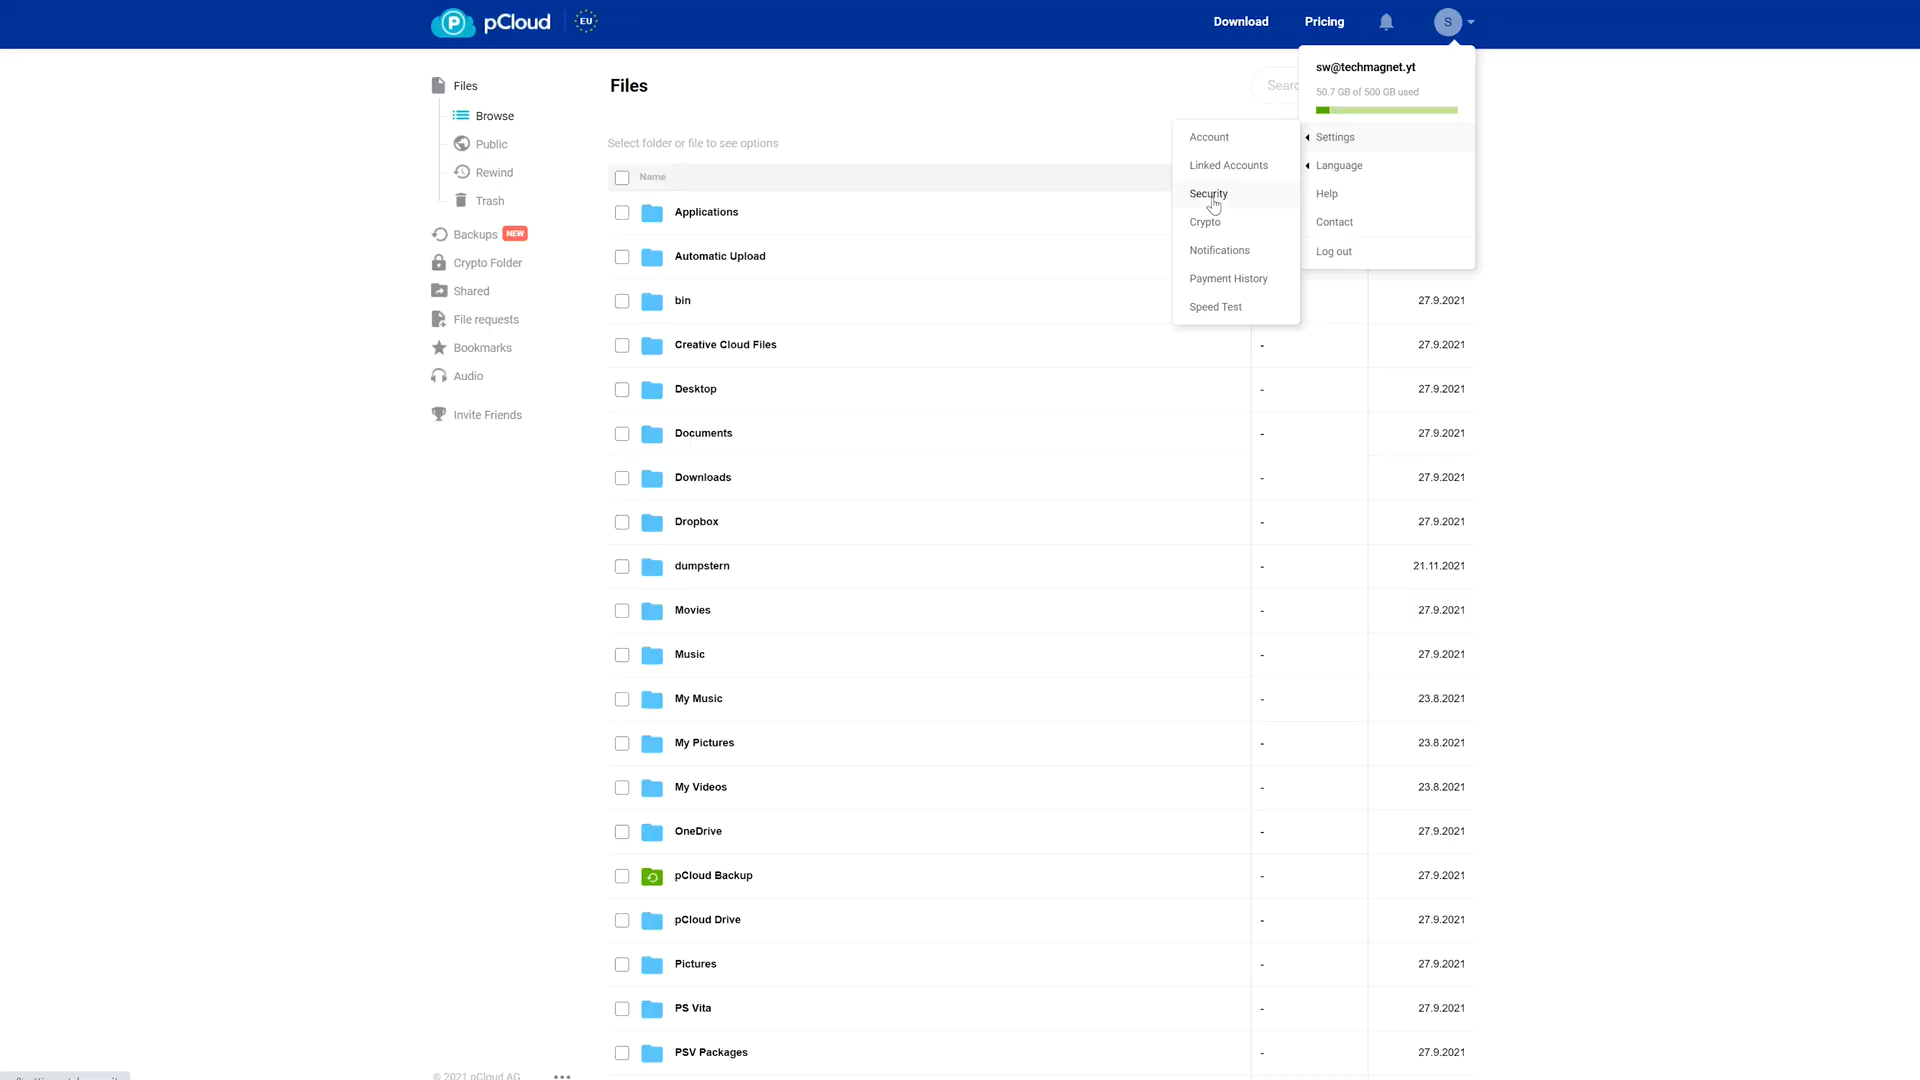 P pCloud EU
Download Pricing S
sw@techmagnet.yt
50.7 GB of 500 GB used
Settings
Language
Help
Contact
Log out
Account
Linked Accounts
Security
Crypto
Notifications
Payment History
Speed Test
Files
Browse
Public
Rewind
Trash
Backups NEW
Crypto Folder
Shared
File requests
Bookmarks
Audio
Invite Friends
Files
Select folder or file to see options
Name
Applications
Automatic Upload
bin 27.9.2021
Creative Cloud Files - 27.9.2021
Desktop - 27.9.2021
Documents - 27.9.2021
Downloads - 27.9.2021
Dropbox - 27.9.2021
dumpstern - 21.11.2021
Movies - 27.9.2021
Music - 27.9.2021
My Music - 23.8.2021
My Pictures - 23.8.2021
My Videos - 23.8.2021
OneDrive - 27.9.2021
pCloud Backup - 27.9.2021
pCloud Drive - 27.9.2021
Pictures - 27.9.2021
PS Vita - 27.9.2021
PSV Packages - 27.9.2021
© 2021 pCloud AG